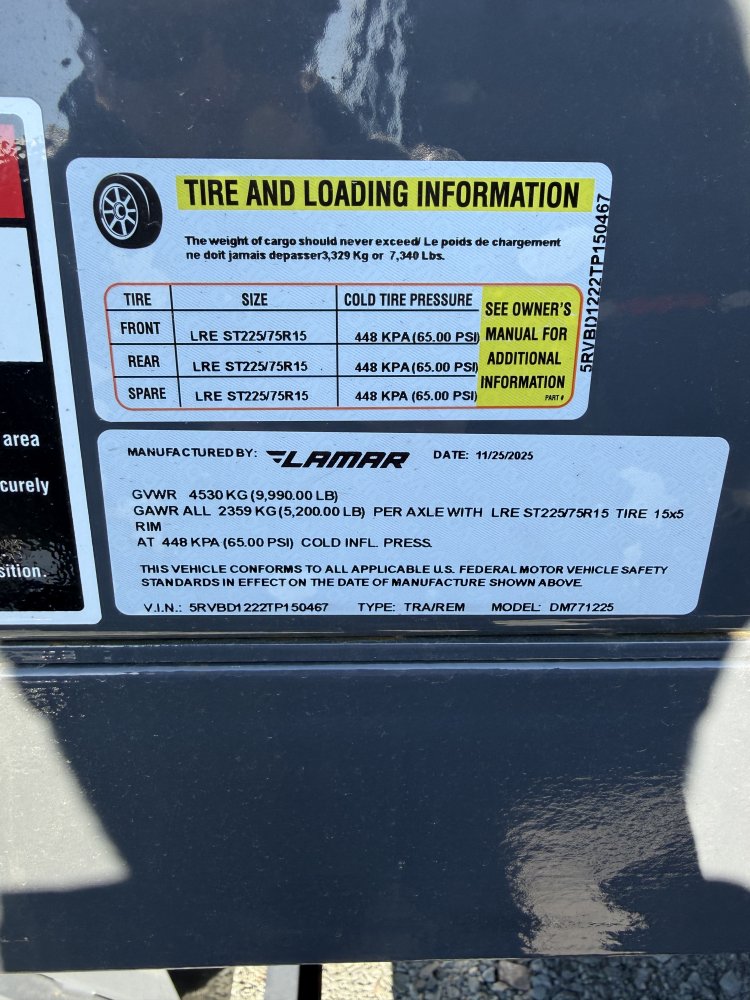 TIRE AND LOADING INFORMATION
The weight of cargo should never exceed/ Le poids de chargement
ne doit jamais depasser3,329 Kg or 7,340 Lbs.
TIRE SIZE COLD TIRE PRESSURE
FRONT LRE ST225/75R15 448 KPA (65.00 PSI)
REAR LRE ST225/75R15 448 KPA (65.00 PSI)
SPARE LRE ST225/75R15 448 KPA (65.00 PSI)
SEE OWNER'S
MANUAL FOR
ADDITIONAL
INFORMATION
PART #
5RVBD1222TP150467
area
curely
sition.
MANUFACTURED BY: LAMAR DATE: 11/25/2025
GVWR 4530 KG (9,990.00 LB)
GAWR ALL 2359 KG (5,200.00 LB) PER AXLE WITH LRE ST225/75R15 TIRE 15x5
RIM
AT 448 KPA (65.00 PSI) COLD INFL. PRESS.
THIS VEHICLE CONFORMS TO ALL APPLICABLE U.S. FEDERAL MOTOR VEHICLE SAFETY
STANDARDS IN EFFECT ON THE DATE OF MANUFACTURE SHOWN ABOVE.
V.I.N.: 5RVBD1222TP150467 TYPE: TRA/REM MODEL: DM771225